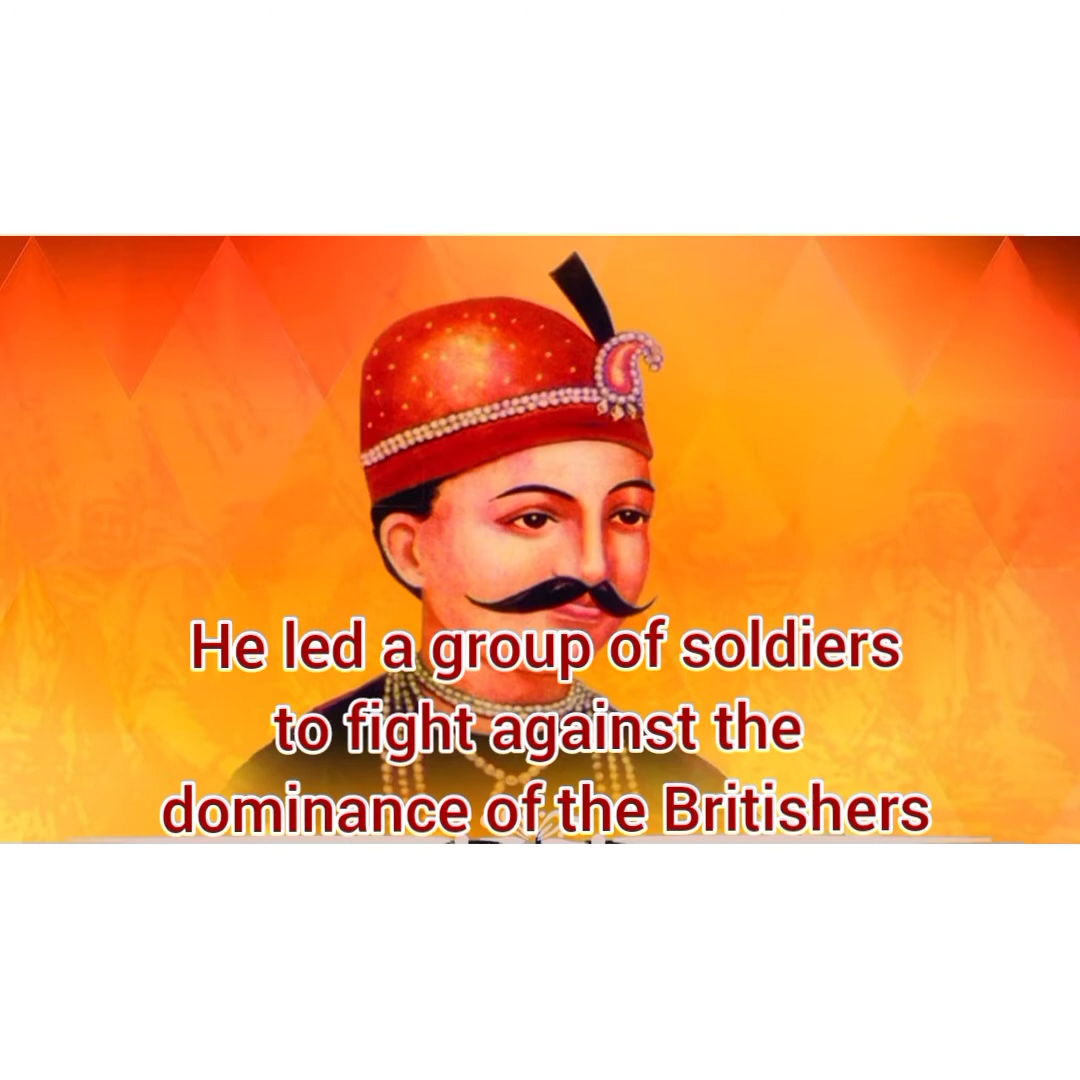 He led a group of soldiers
to fight against the
dominance of the Britishers